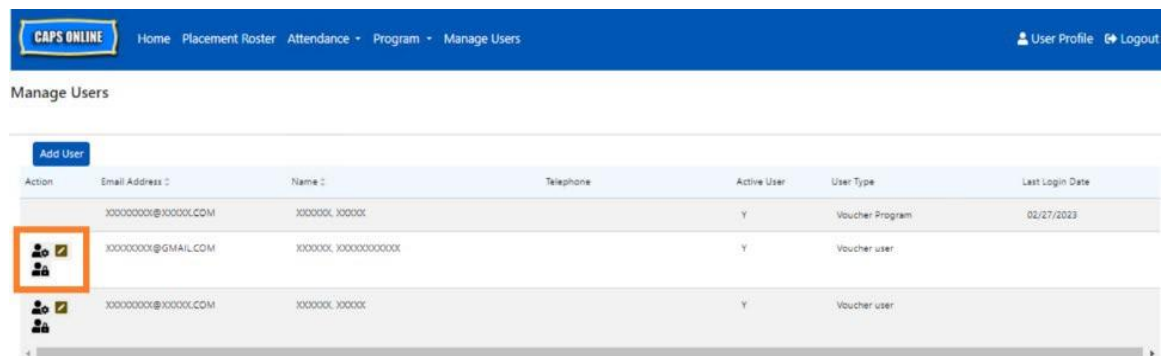 CAPS ONLINE Home Placement Roster Attendance Program Manage Users User Profile Logout
Manage Users
Add User
Action Email Address Name Telephone Active User User Type Last Login Date
XXXXXXXX@XXXXX.COM XXXXXX, XXXXX Y Voucher Program 02/27/2023
XXXXXXXX@GMAIL.COM XXXXXX, XXXXXXXXXXX Y Voucher user
XXXXXXXX@XXXXX.COM XXXXXX, XXXXX Y Voucher user